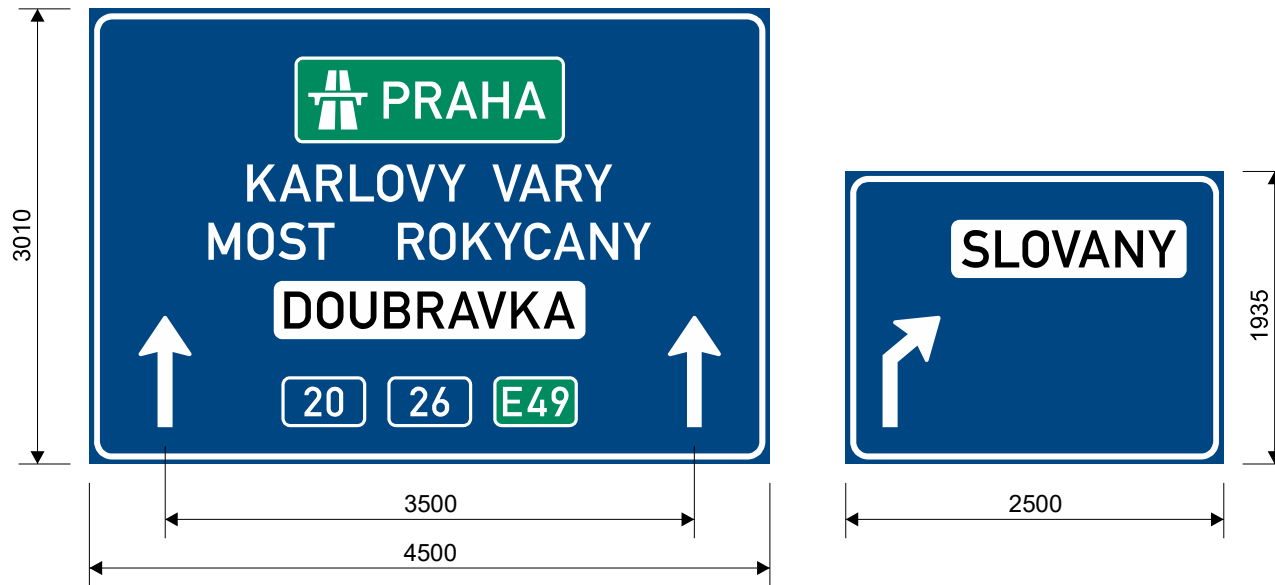 PRAHA
KARLOVY VARY
MOST ROKYCANY
DOUBRAVKA
20 26 E49
3010
3500
4500
SLOVANY
1935
2500